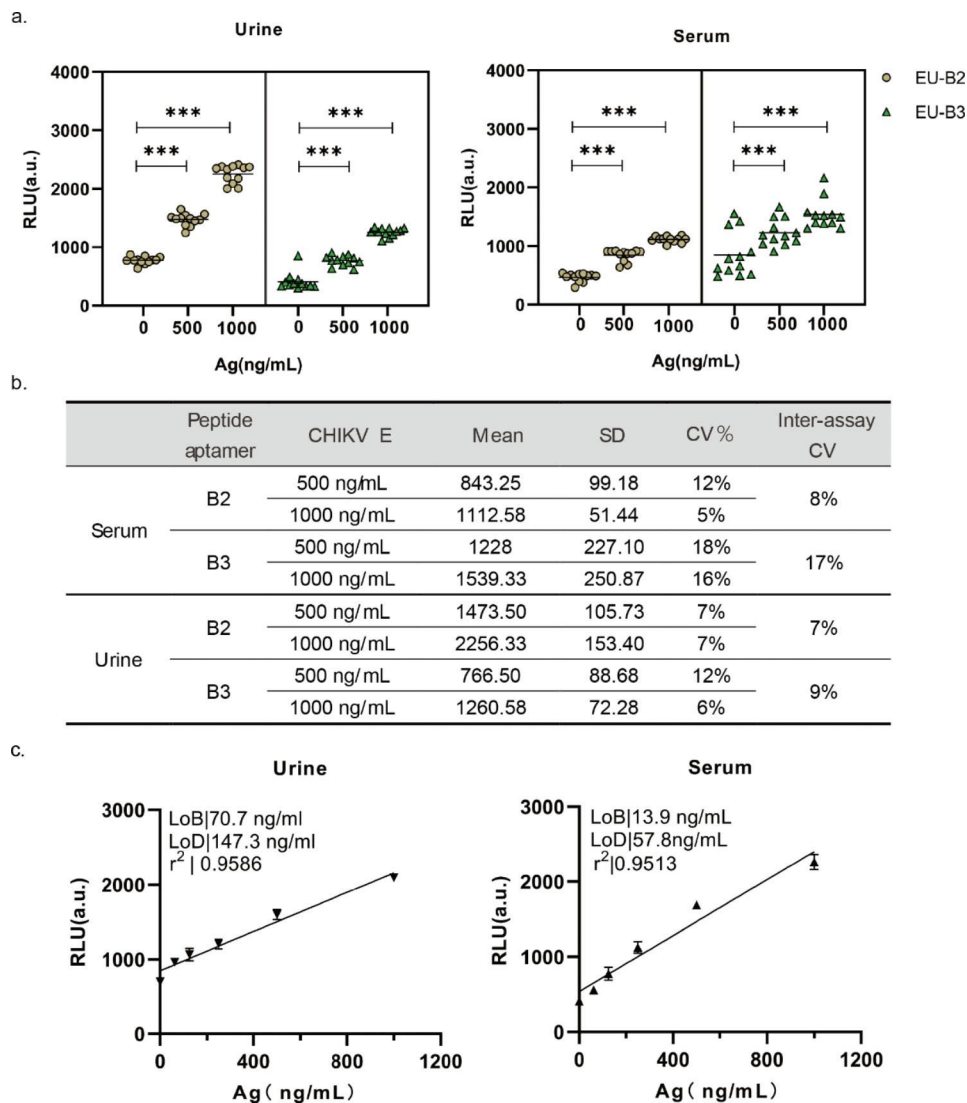 a.
Urine
Serum
4000
3000
2000
1000
0
RLU(a.u.)
***
***
***
***
0 500 1000 0 500 1000
Ag(ng/mL)
4000
3000
2000
1000
0
RLU(a.u.)
***
***
***
***
0 500 1000 0 500 1000
Ag(ng/mL)
EU-B2
EU-B3
b.
Peptide aptamer CHIKV E Mean SD CV% Inter-assay CV
Serum B2 500 ng/mL 843.25 99.18 12% 8%
1000 ng/mL 1112.58 51.44 5%
B3 500 ng/mL 1228 227.10 18% 17%
1000 ng/mL 1539.33 250.87 16%
Urine B2 500 ng/mL 1473.50 105.73 7% 7%
1000 ng/mL 2256.33 153.40 7%
B3 500 ng/mL 766.50 88.68 12% 9%
1000 ng/mL 1260.58 72.28 6%
c.
Urine
LoB|70.7 ng/ml
LoD|147.3 ng/ml
r² | 0.9586
3000
2000
1000
0
RLU(a.u.)
0 400 800 1200
Ag( ng/mL)
Serum
LoB|13.9 ng/mL
LoD|57.8ng/mL
r²|0.9513
3000
2000
1000
0
RLU(a.u.)
0 400 800 1200
Ag( ng/mL)